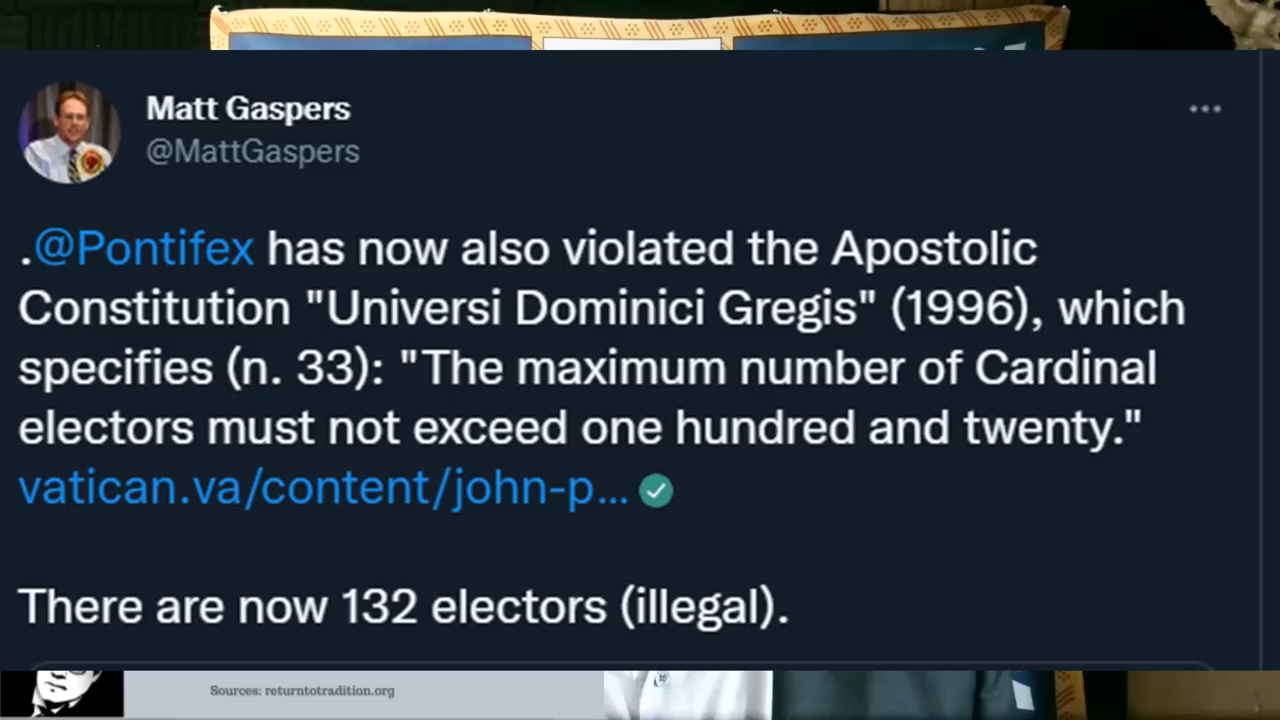 Matt Gaspers
@MattGaspers
.@Pontifex has now also violated the Apostolic
Constitution "Universi Dominici Gregis" (1996), which
specifies (n. 33): "The maximum number of Cardinal
electors must not exceed one hundred and twenty."
vatican.va/content/john-p...
There are now 132 electors (illegal).
Sources: returntotradition.org